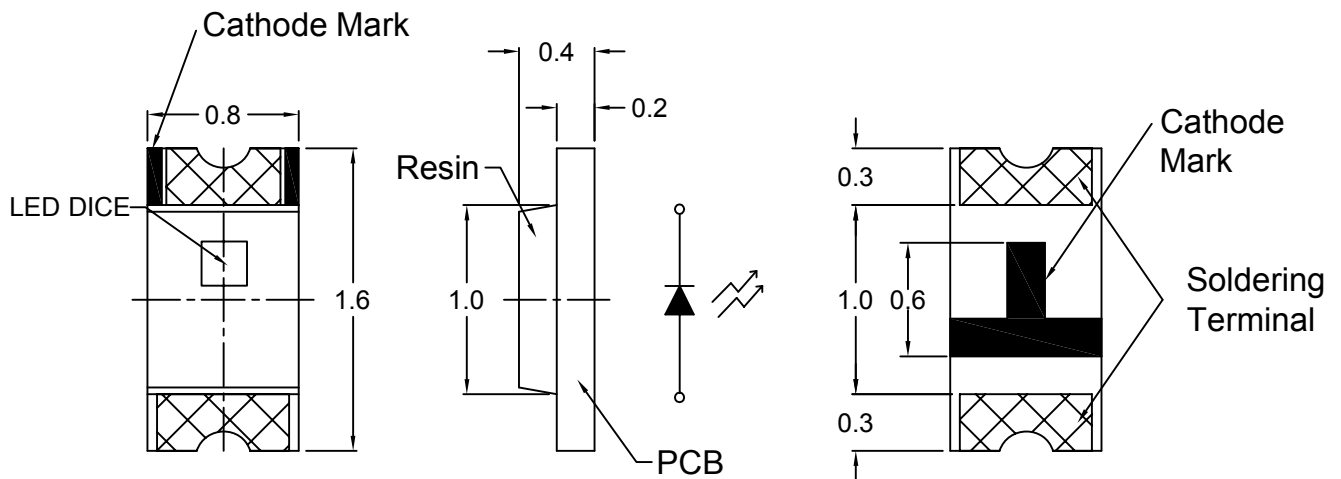 Cathode Mark
0.8
LED DICE
1.6
0.4
0.2
Resin
1.0
PCB
Cathode
Mark
0.3
1.0
0.6
0.3
Soldering
Terminal